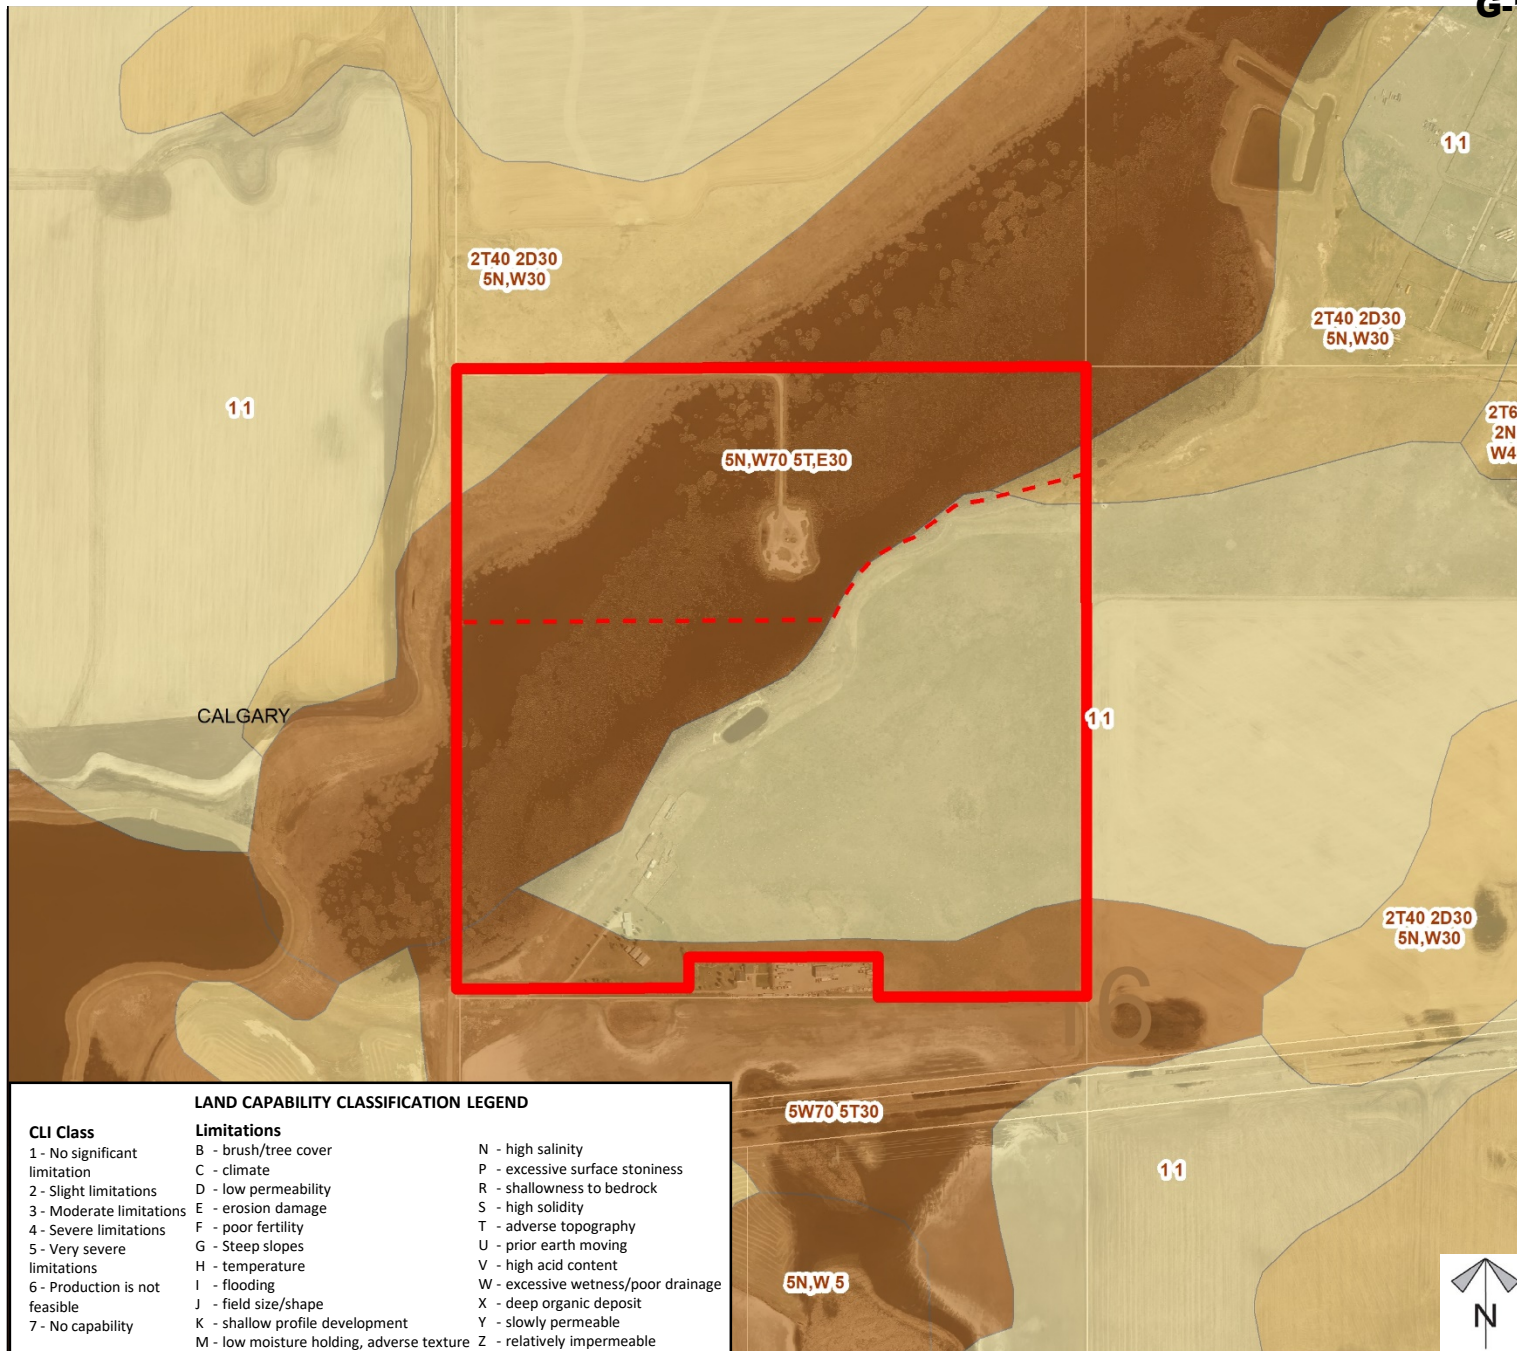 1 1
2T40 2D30
5N,W30
2T40 2D30
5N,W30
1 1
5N,W70 5T,E30
CALGARY
1 1
2T40 2D30
5N,W30
16
5W70 5T30
1 1
5N,W 5
LAND CAPABILITY CLASSIFICATION LEGEND
CLI Class
1 - No significant
limitation
2 - Slight limitations
3 - Moderate limitations
4 - Severe limitations
5 - Very severe
limitations
6 - Production is not
feasible
7 - No capability
Limitations
B - brush/tree cover
C - climate
D - low permeability
E - erosion damage
F - poor fertility
G - Steep slopes
H - temperature
I - flooding
J - field size/shape
K - shallow profile development
M - low moisture holding, adverse texture
N - high salinity
P - excessive surface stoniness
R - shallowness to bedrock
S - high solidity
T - adverse topography
U - prior earth moving
V - high acid content
W - excessive wetness/poor drainage
X - deep organic deposit
Y - slowly permeable
Z - relatively impermeable
N